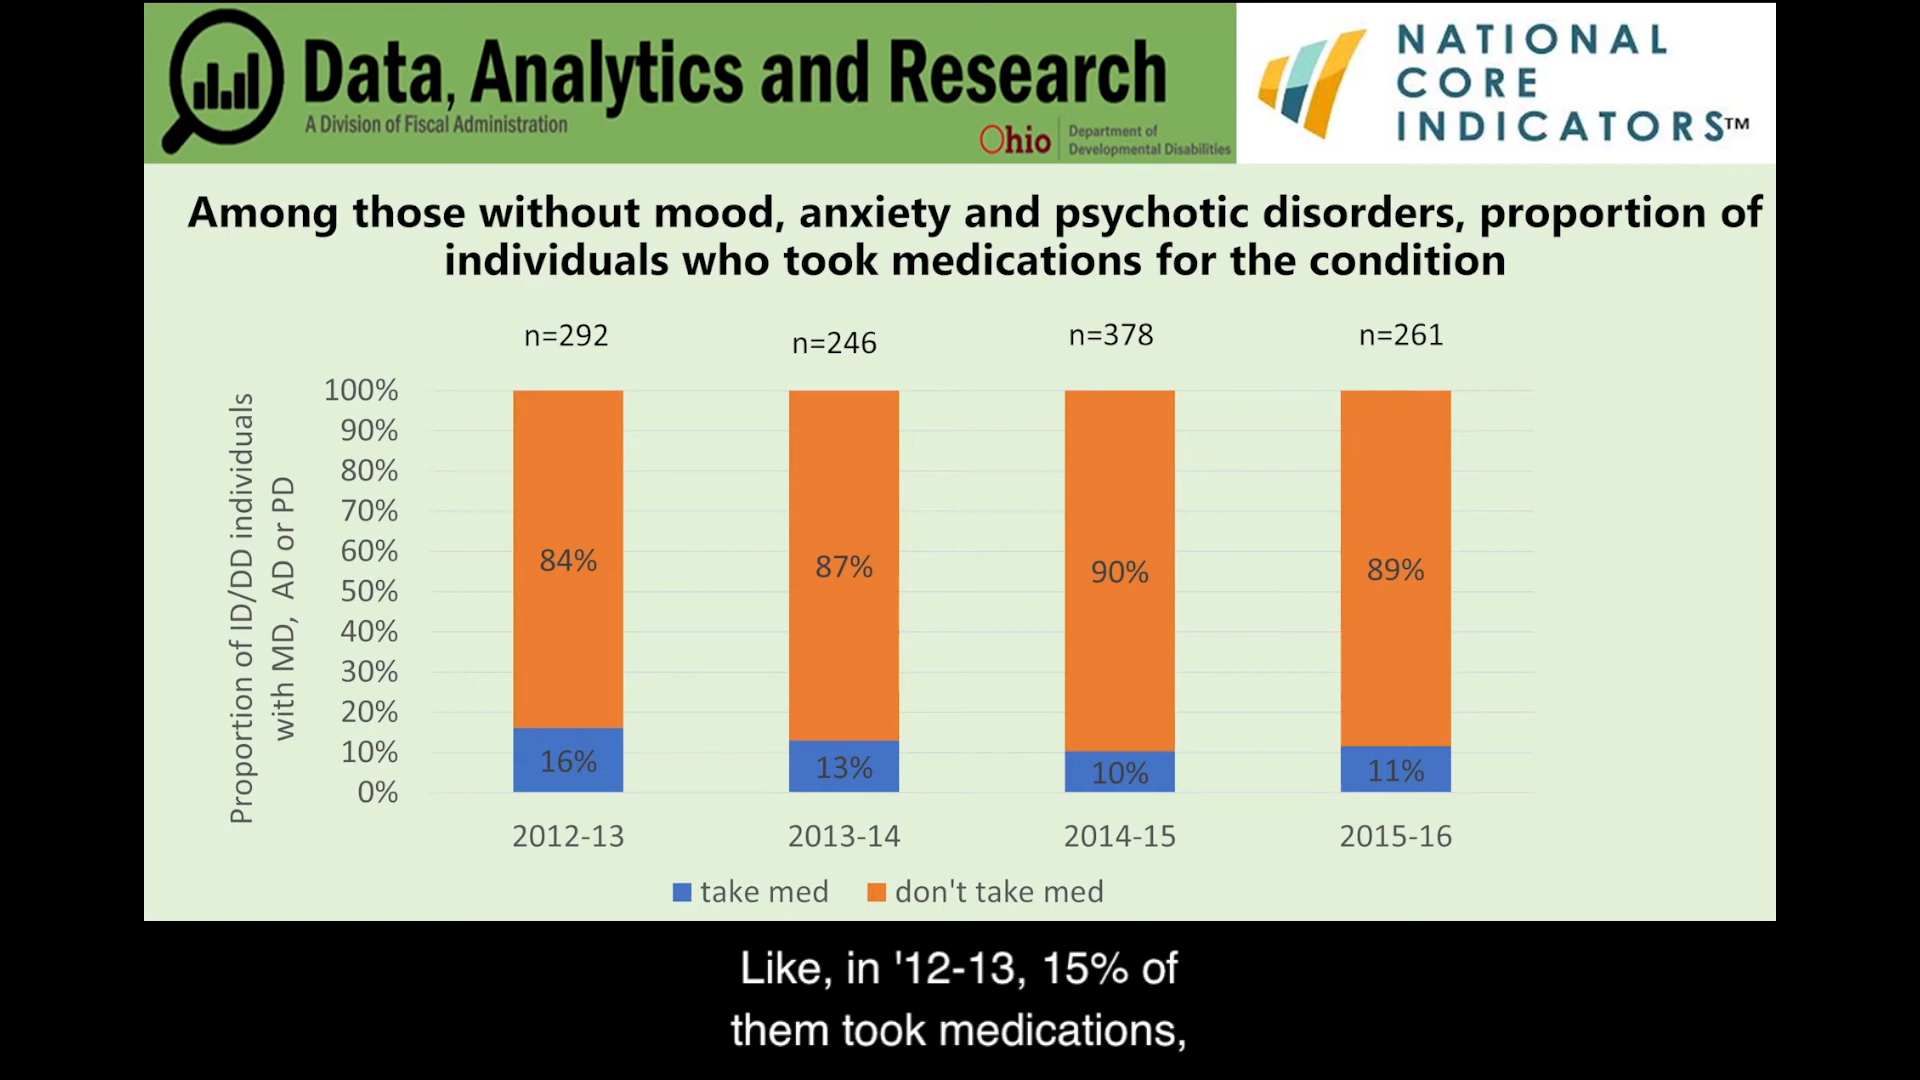 Data, Analytics and Research
A Division of Fiscal Administration
Ohio
Department of
Developmental Disabilities
NATIONAL
CORE
INDICATORS™
Among those without mood, anxiety and psychotic disorders, proportion of
individuals who took medications for the condition
n=292
n=246
n=378
n=261
Proportion of ID/DD individuals
with MD, AD or PD
100%
90%
80%
70%
60%
50%
40%
30%
20%
10%
0%
84%
87%
90%
89%
16%
13%
10%
11%
2012-13
2013-14
2014-15
2015-16
take med
don't take med
Like, in '12-13, 15% of
them took medications,